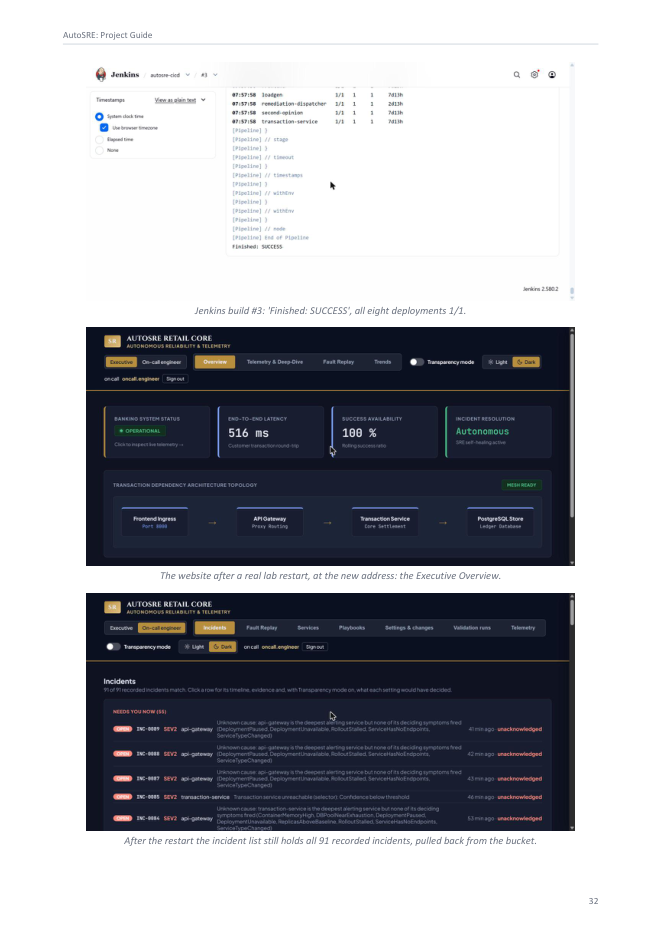 AutoSRE: Project Guide
Jenkins
autosre-cicd
#3
Timestamps
View as plain text
System clock time
Use browser timezone
Elapsed time
None
07:57:58 loadgen 1/1 1 1 7d13h
07:57:58 remediation-dispatcher 1/1 1 1 2d13h
07:57:58 second-opinion 1/1 1 1 7d13h
07:57:58 transaction-service 1/1 1 1 7d13h
[Pipeline] }
[Pipeline] // stage
[Pipeline] }
[Pipeline] // timeout
[Pipeline] }
[Pipeline] // timestamps
[Pipeline] }
[Pipeline] // withEnv
[Pipeline] }
[Pipeline] // withEnv
[Pipeline] }
[Pipeline] // node
[Pipeline] End of Pipeline
Finished: SUCCESS
Jenkins 2.580.2
Jenkins build #3: 'Finished: SUCCESS', all eight deployments 1/1.
SR
AUTOSRE RETAIL CORE
AUTONOMOUS RELIABILITY & TELEMETRY
Executive On-call engineer Overview Telemetry & Deep-Dive Fault Replay Trends Transparency mode Light Dark
on call oncall.engineer Sign out
BANKING SYSTEM STATUS
OPERATIONAL
Click to inspect live telemetry →
END-TO-END LATENCY
516 ms
Customer transaction round-trip
SUCCESS AVAILABILITY
100 %
Rolling success ratio
INCIDENT RESOLUTION
Autonomous
SRE self-healing active
TRANSACTION DEPENDENCY ARCHITECTURE TOPOLOGY
MESH READY
Frontend Ingress
Port 8080
→
API Gateway
Proxy Routing
→
Transaction Service
Core Settlement
→
PostgreSQL Store
Ledger Database
The website after a real lab restart, at the new address: the Executive Overview.
SR
AUTOSRE RETAIL CORE
AUTONOMOUS RELIABILITY & TELEMETRY
Executive On-call engineer Incidents Fault Replay Services Playbooks Settings & changes Validation runs Telemetry
Transparency mode Light Dark on call oncall.engineer Sign out
Incidents
91 of 91 recorded incidents match. Click a row for its timeline, evidence and, with Transparency mode on, what each setting would have decided.
NEEDS YOU NOW (55)
OPEN INC-0089 SEV2 api-gateway
Unknown cause: api-gateway is the deepest alerting service but none of its deciding symptoms fired
(DeploymentPaused, DeploymentUnavailable, RolloutStalled, ServiceHasNoEndpoints,
ServiceTypeChanged)
41 min ago unacknowledged
OPEN INC-0088 SEV2 api-gateway
Unknown cause: api-gateway is the deepest alerting service but none of its deciding symptoms fired
(DeploymentPaused, DeploymentUnavailable, RolloutStalled, ServiceHasNoEndpoints,
ServiceTypeChanged)
42 min ago unacknowledged
OPEN INC-0087 SEV2 api-gateway
Unknown cause: api-gateway is the deepest alerting service but none of its deciding symptoms fired
(DeploymentPaused, DeploymentUnavailable, RolloutStalled, ServiceHasNoEndpoints,
ServiceTypeChanged)
43 min ago unacknowledged
OPEN INC-0085 SEV2 transaction-service Transaction service unreachable (selector): Confidence below threshold
46 min ago unacknowledged
OPEN INC-0084 SEV2 api-gateway
Unknown cause: transaction-service is the deepest alerting service but none of its deciding
symptoms fired (ContainerMemoryHigh, DBPoolNearExhaustion, DeploymentPaused,
DeploymentUnavailable, ReplicasAboveBaseline, RolloutStalled, ServiceHasNoEndpoints,
ServiceTypeChanged)
53 min ago unacknowledged
After the restart the incident list still holds all 91 recorded incidents, pulled back from the bucket.
32